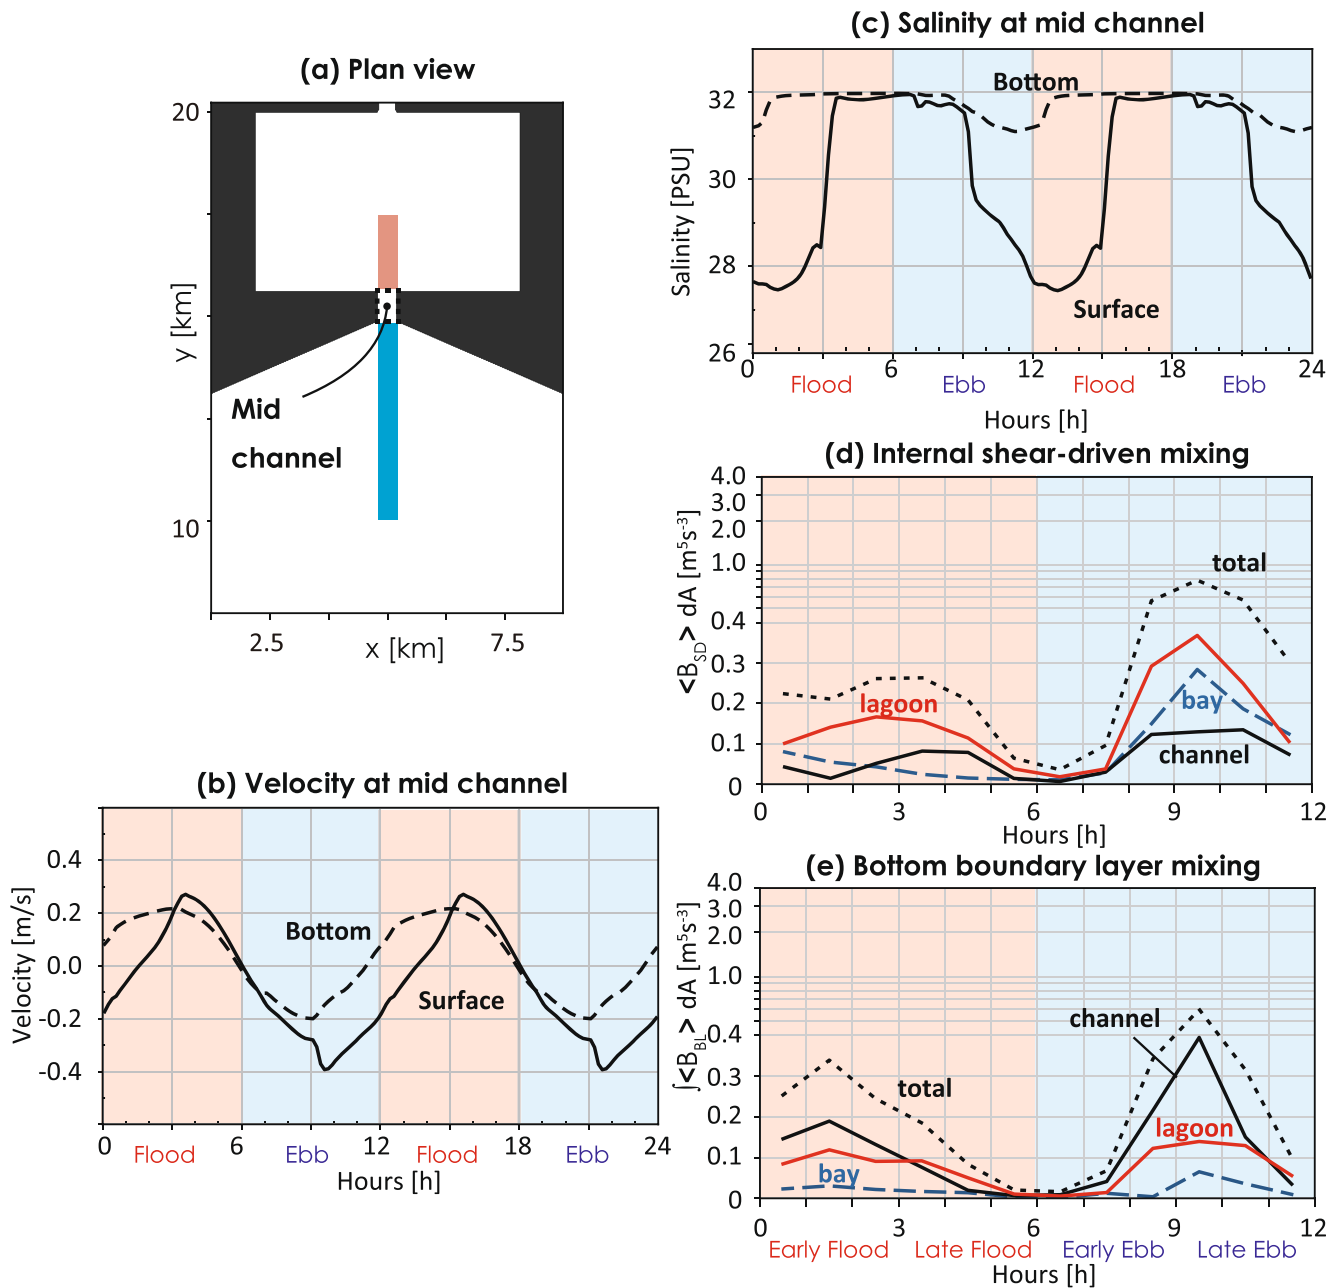 (a) Plan view
20
10
y [km]
2.5
7.5
x [km]
Mid
channel
(b) Velocity at mid channel
0.4
0.2
0.0
-0.2
-0.4
Velocity [m/s]
Bottom
Surface
0
6
12
18
24
Flood
Ebb
Flood
Ebb
Hours [h]
(c) Salinity at mid channel
32
30
28
26
Salinity [PSU]
Bottom
Surface
0
6
12
18
24
Flood
Ebb
Flood
Ebb
Hours [h]
(d) Internal shear-driven mixing
4.0
3.0
2.0
1.0
0.4
0.3
0.2
0.1
0
<B_SD> dA [m⁵s⁻³]
total
lagoon
bay
channel
0
3
6
9
12
Hours [h]
(e) Bottom boundary layer mixing
4.0
3.0
2.0
1.0
0.4
0.3
0.2
0.1
0
∫<B_BL> dA [m⁵s⁻³]
channel
total
lagoon
bay
0
3
6
9
12
Early Flood
Late Flood
Early Ebb
Late Ebb
Hours [h]